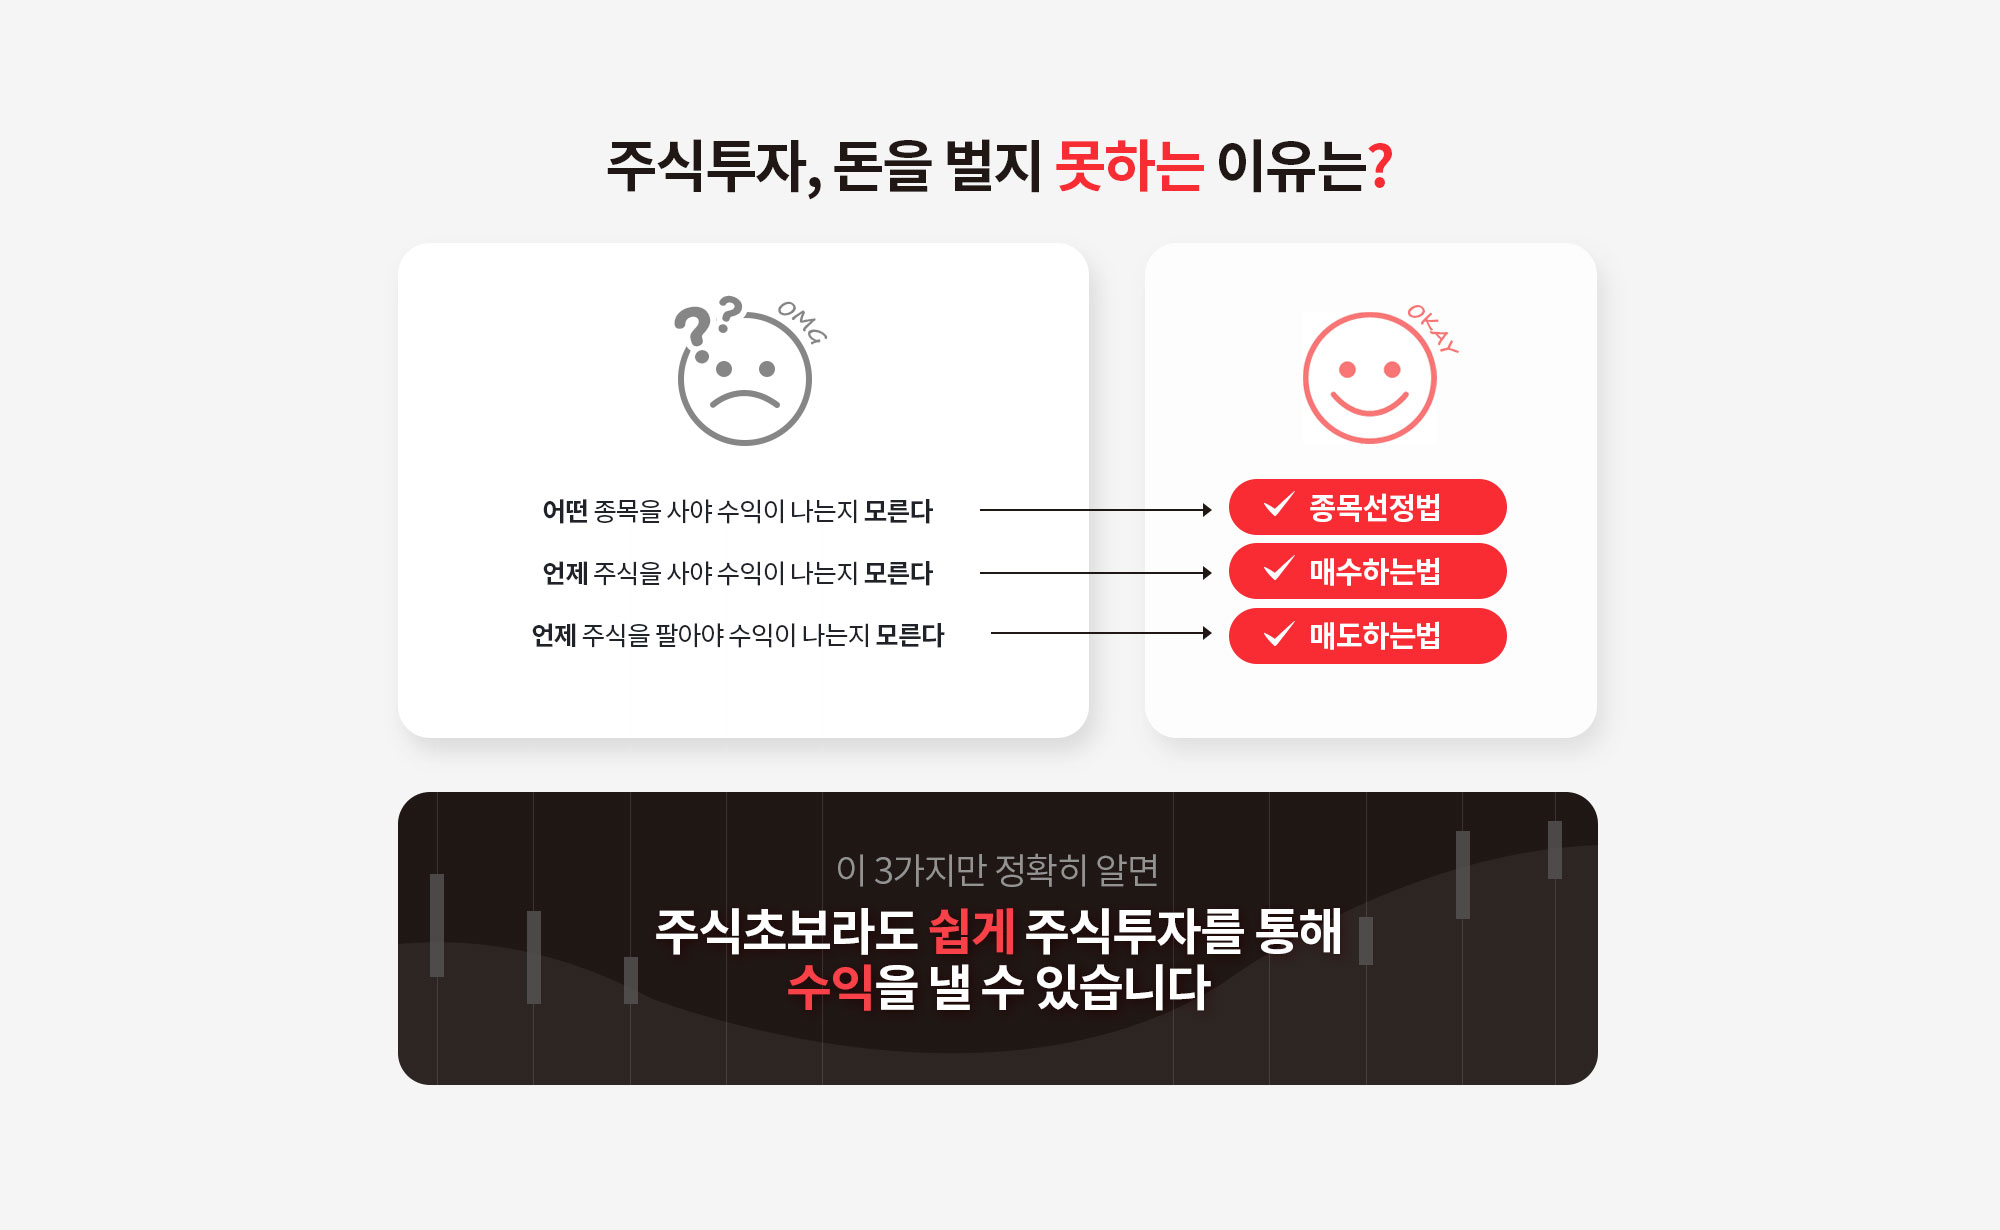 주식투자, 돈을 벌지 못하는 이유는?
??
OMG
OKAY
어떤 종목을 사야 수익이 나는지 모른다
종목선정법
언제 주식을 사야 수익이 나는지 모른다
매수하는법
언제 주식을 팔아야 수익이 나는지 모른다
매도하는법
이 3가지만 정확히 알면
주식초보라도 쉽게 주식투자를 통해
수익을 낼 수 있습니다